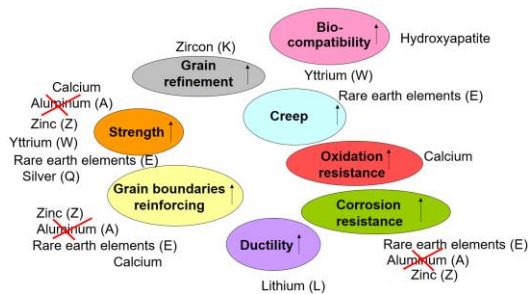 Bio-
compatibility
Hydroxyapatite
Zircon (K)
Grain
refinement
Yttrium (W)
Rare earth elements (E)
Calcium
Aluminum (A)
Zinc (Z)
Yttrium (W)
Rare earth elements (E)
Silver (Q)
Strength
Creep
Oxidation
resistance
Calcium
Grain boundaries
reinforcing
Corrosion
resistance
Zinc (Z)
Aluminum (A)
Rare earth elements (E)
Calcium
Ductility
Lithium (L)
Rare earth elements (E)
Aluminum (A)
Zinc (Z)